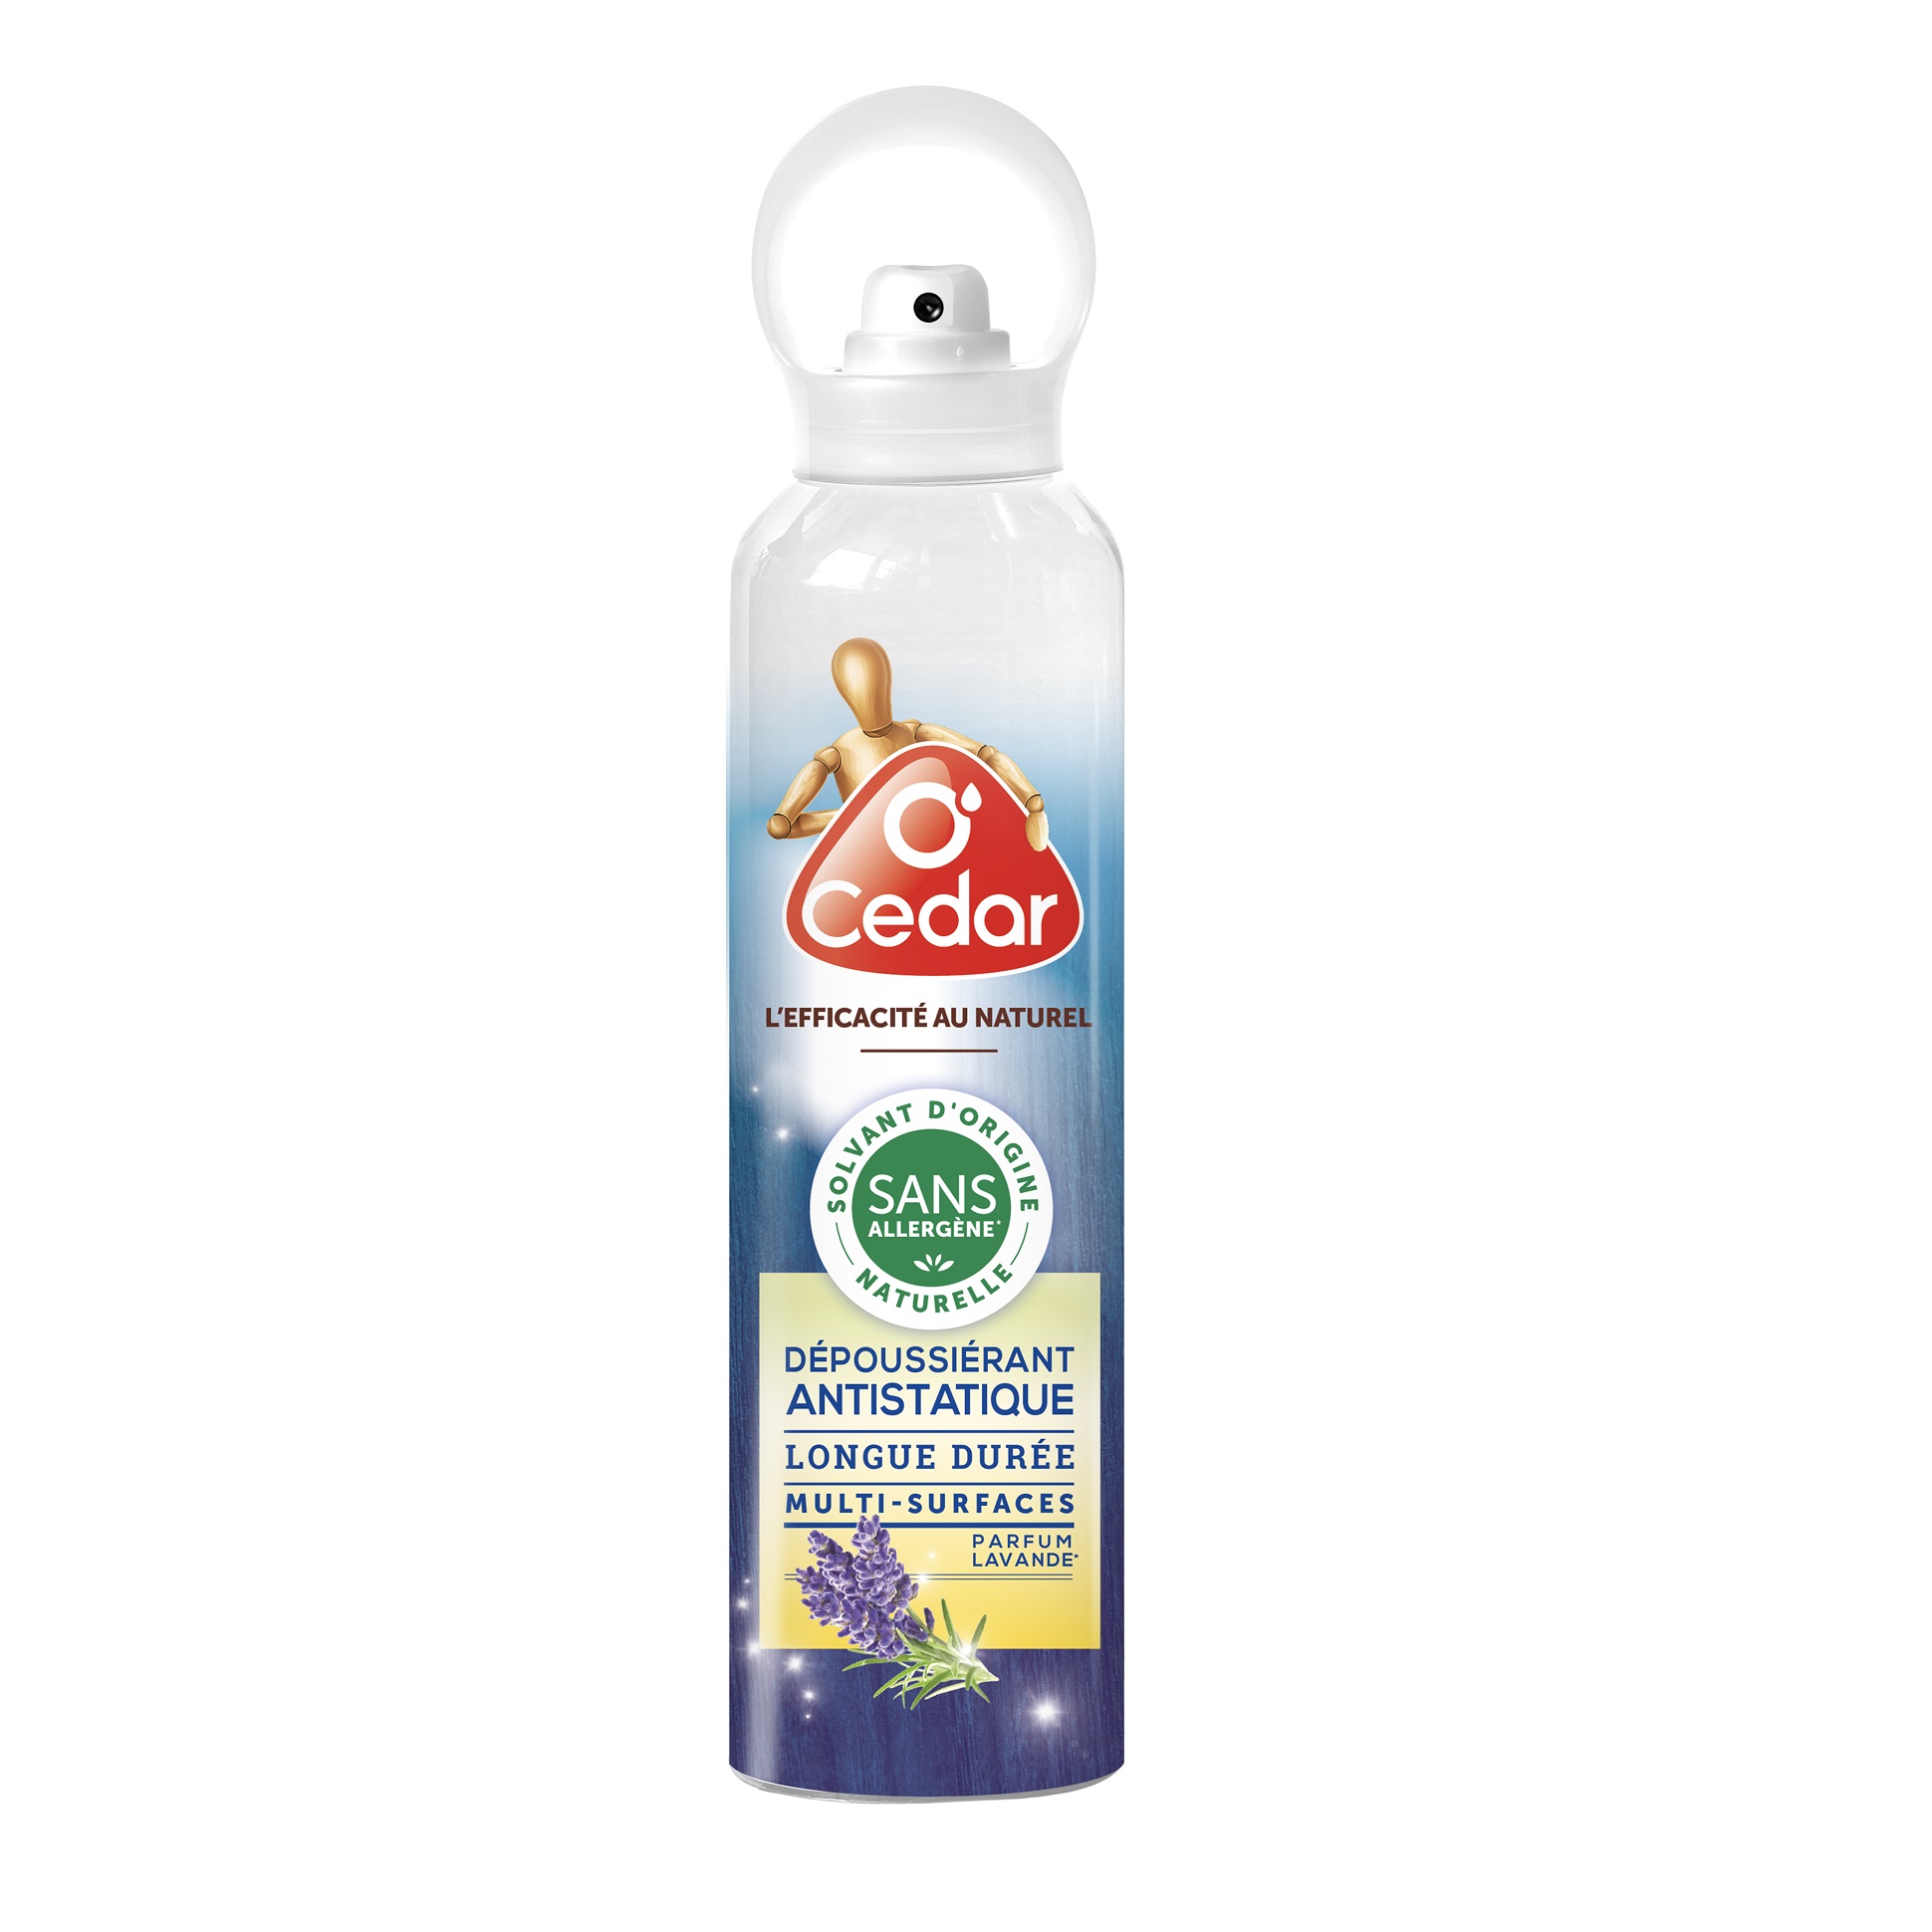 O'
Cedar
L'EFFICACITÉ AU NATUREL
SOLVANT D'ORIGINE
SANS
ALLERGÈNE*
NATURELLE
DÉPOUSSIÉRANT
ANTISTATIQUE
LONGUE DURÉE
MULTI-SURFACES
PARFUM
LAVANDE*